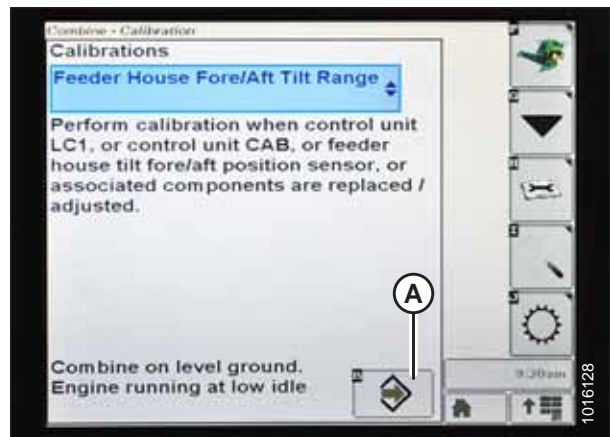 Combine - Calibration
Calibrations
Feeder House Fore/Aft Tilt Range
Perform calibration when control unit
LC1, or control unit CAB, or feeder
house tilt fore/aft position sensor, or
associated components are replaced /
adjusted.
A
Combine on level ground.
Engine running at low idle
9:20am
1016128